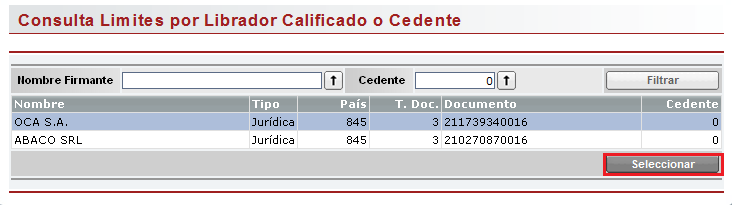 Consulta Limites por Librador Calificado o Cedente
Nombre Firmante Cedente 0 Filtrar
Nombre Tipo País T. Doc. Documento Cedente
OCA S.A. Jurídica 845 3 211739340016 0
ABACO SRL Jurídica 845 3 210270870016 0
Seleccionar